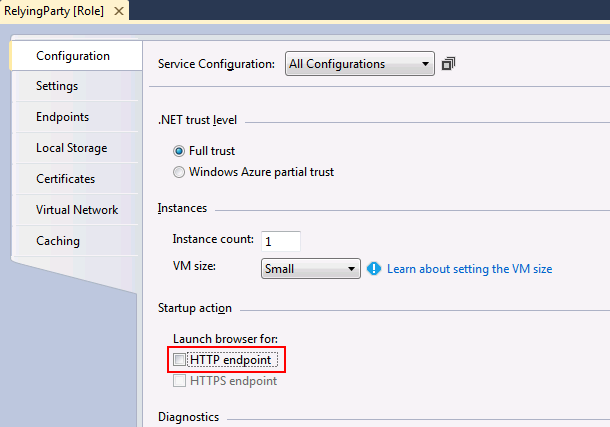 RelyingParty [Role]
Configuration
Settings
Endpoints
Local Storage
Certificates
Virtual Network
Caching
Service Configuration: All Configurations
.NET trust level
Full trust
Windows Azure partial trust
Instances
Instance count: 1
VM size: Small Learn about setting the VM size
Startup action
Launch browser for:
HTTP endpoint
HTTPS endpoint
Diagnostics